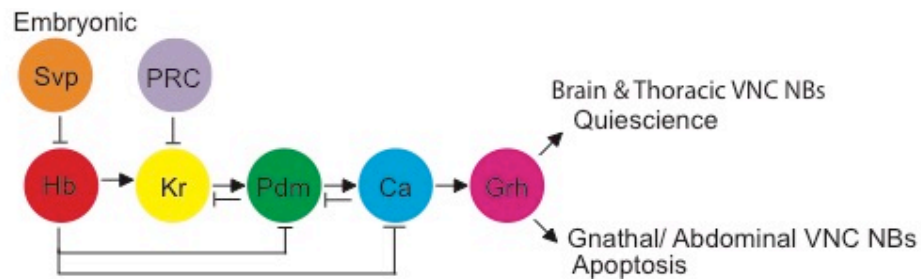 Embryonic
Svp
PRC
Brain & Thoracic VNC NBs
Quiescience
Hb
Kr
Pdm
Ca
Grh
Gnathal/ Abdominal VNC NBs
Apoptosis